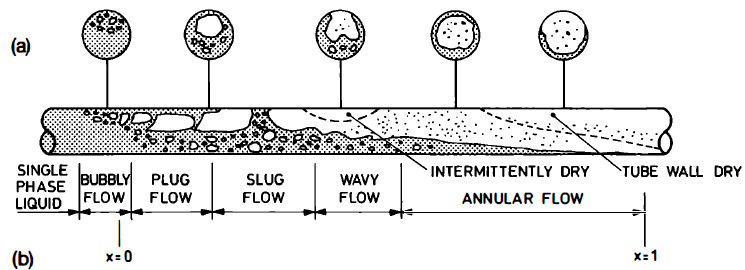 (a)
INTERMITTENTLY DRY
TUBE WALL DRY
SINGLE
PHASE
LIQUID
BUBBLY
FLOW
PLUG
FLOW
SLUG
FLOW
WAVY
FLOW
ANNULAR FLOW
(b)
x=0
x=1